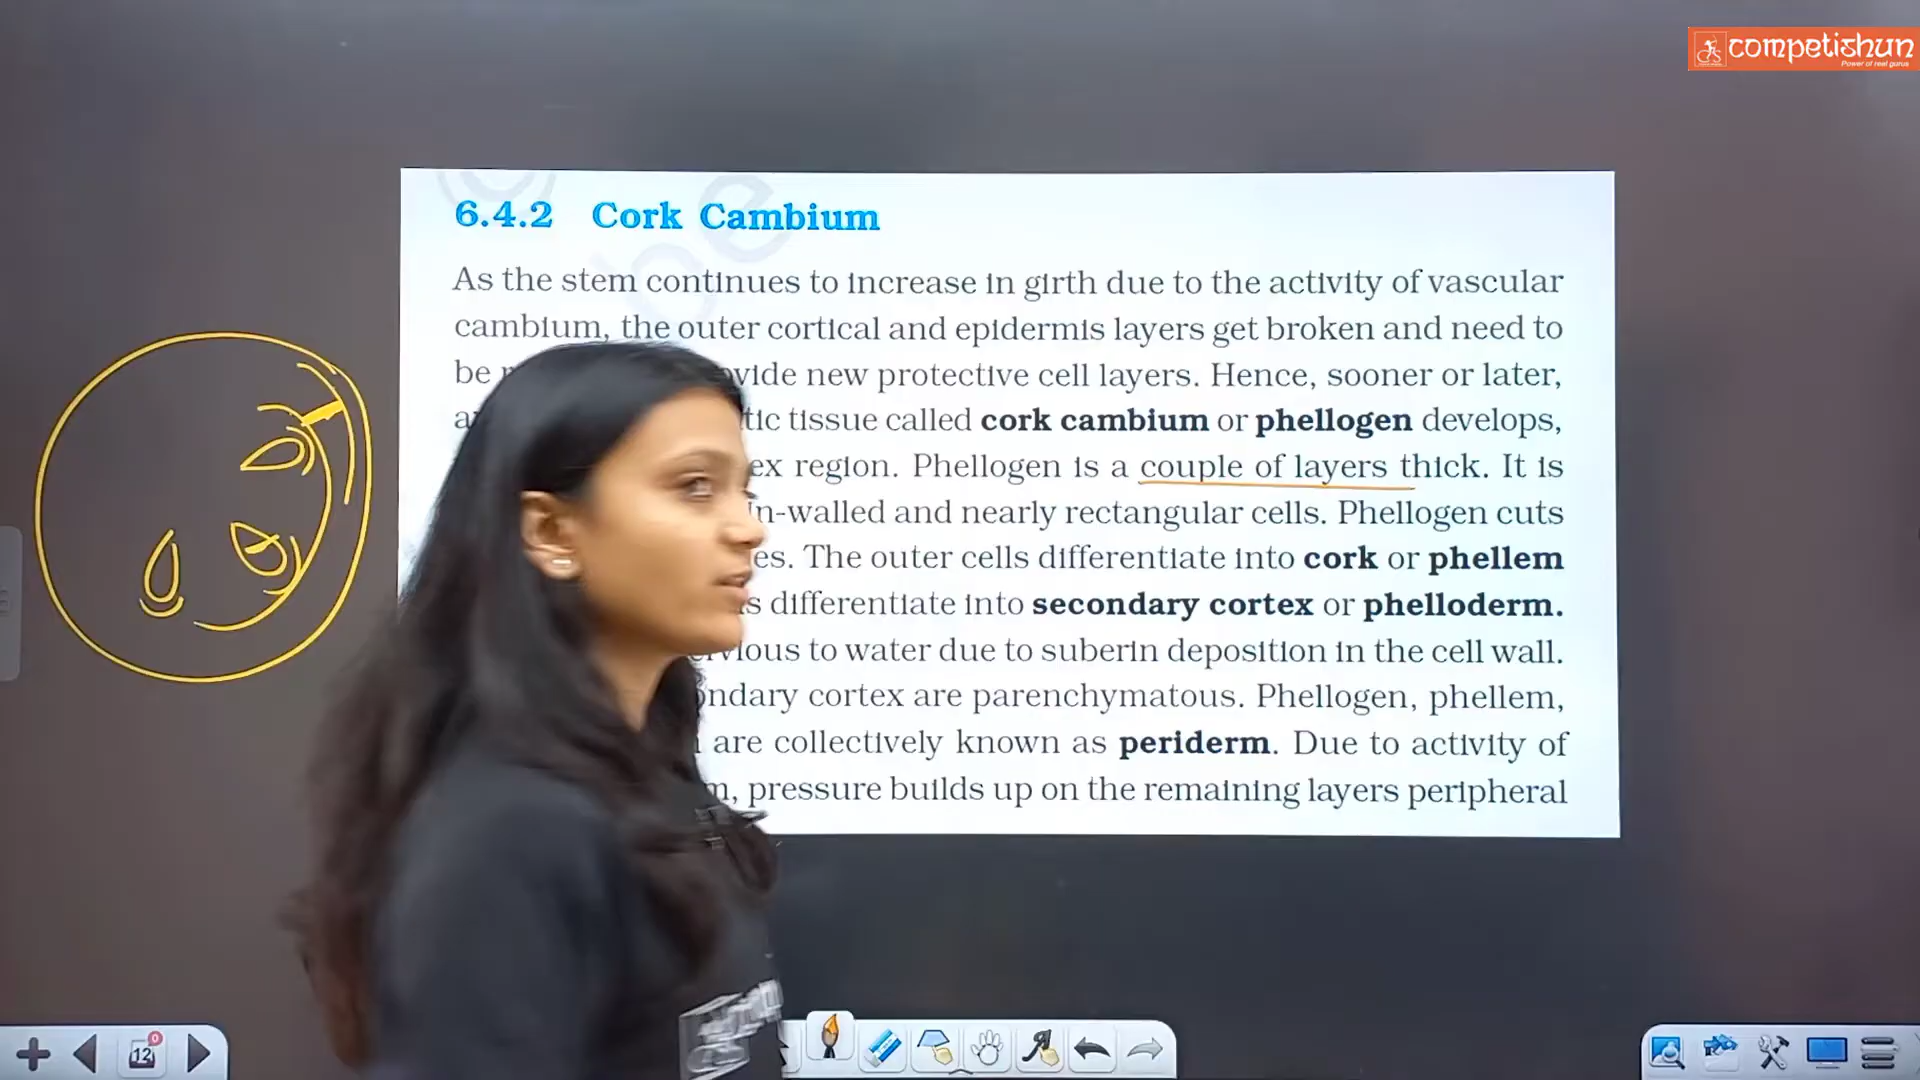 competishun
Power of real gurus
6.4.2 Cork Cambium
As the stem continues to increase in girth due to the activity of vascular
cambium, the outer cortical and epidermis layers get broken and need to
be new protective cell layers. Hence, sooner or later,
tissue called cork cambium or phellogen develops,
region. Phellogen is a couple of layers thick. It is
-walled and nearly rectangular cells. Phellogen cuts
The outer cells differentiate into cork or phellem
differentiate into secondary cortex or phelloderm.
to water due to suberin deposition in the cell wall.
cortex are parenchymatous. Phellogen, phellem,
are collectively known as periderm. Due to activity of
pressure builds up on the remaining layers peripheral
12
0